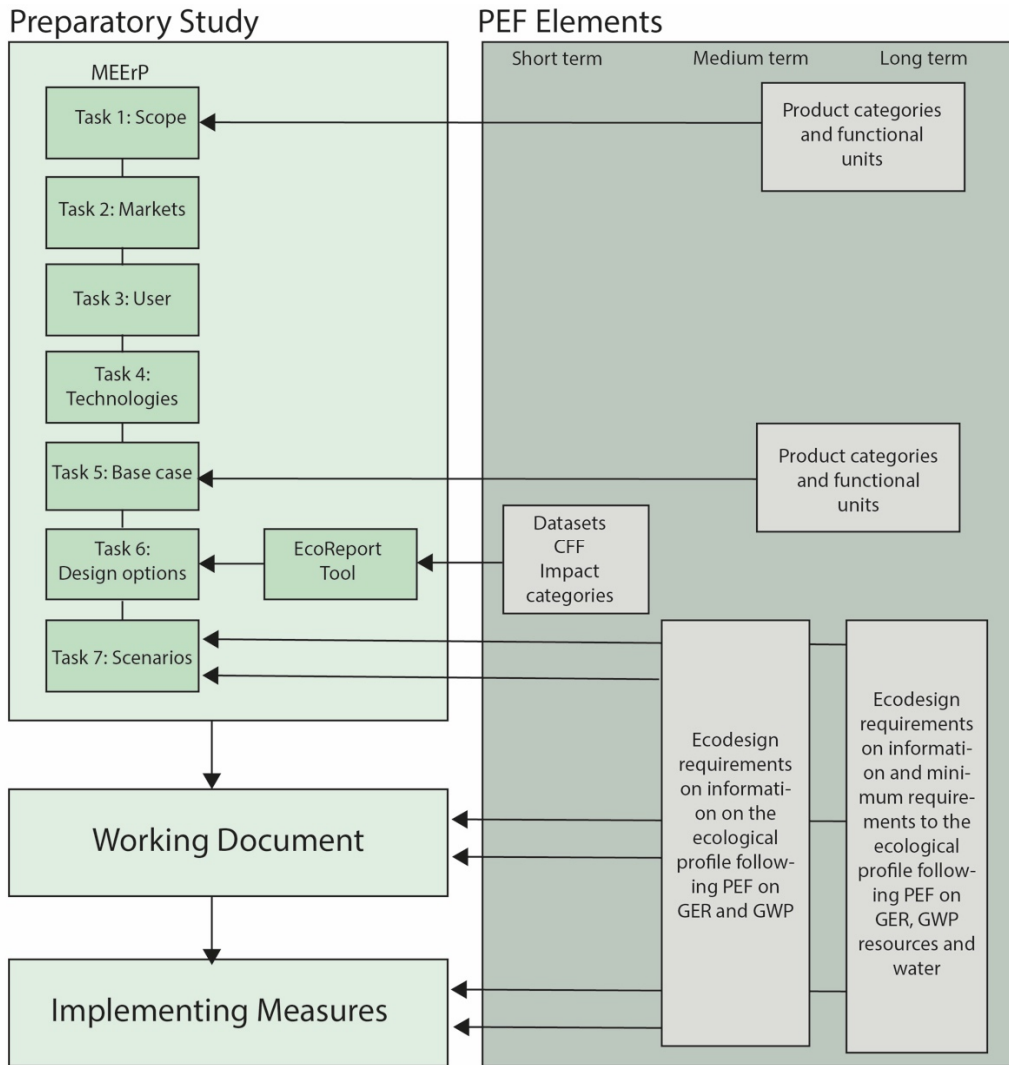 Preparatory Study
PEF Elements
Short term
Medium term
Long term
MEErP
Task 1: Scope
Product categories
and functional
units
Task 2: Markets
Task 3: User
Task 4:
Technologies
Task 5: Base case
Product categories
and functional
units
Task 6:
Design options
EcoReport
Tool
Datasets
CFF
Impact
categories
Task 7: Scenarios
Ecodesign
requirements
on informati-
on on the
ecological
profile follow-
ing PEF on
GER and GWP
Ecodesign
requirements
on informati-
on and mini-
mum require-
ments to the
ecological
profile follow-
ing PEF on
GER, GWP
resources and
water
Working Document
Implementing Measures